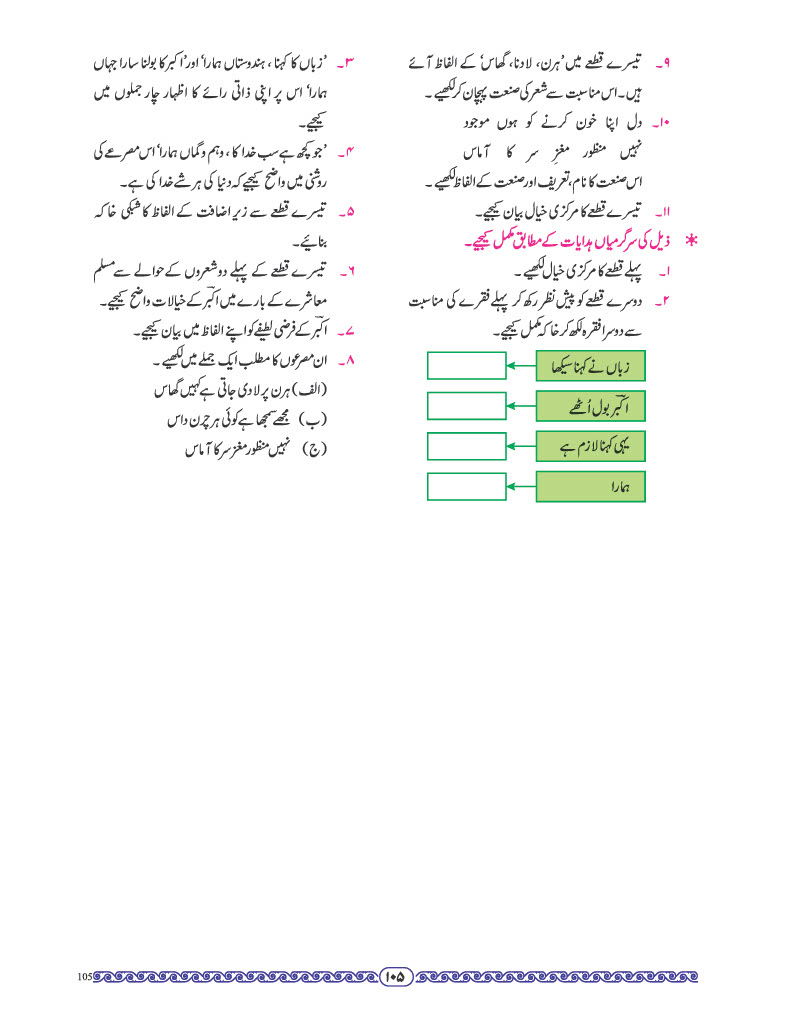 ۹۔ تیسرے قطعے میں ’ہرن، لادنا، گھاس‘ کے الفاظ آئے
ہیں۔ اس مناسبت سے شعر کی صنعت پہچان کر لکھیے۔
۱۰۔ دل اپنا خون کرنے کو ہوں موجود
نہیں منظور مغزِ سر کا آماس
اس صنعت کا نام، تعریف اور صنعت کے الفاظ لکھیے۔
۱۱۔ تیسرے قطعے کا مرکزی خیال بیان کیجیے۔
* ذیل کی سرگرمیاں ہدایات کے مطابق مکمل کیجیے۔
۱۔ پہلے قطعے کا مرکزی خیال لکھیے۔
۲۔ دوسرے قطعے کو پیش نظر رکھ کر پہلے فقرے کی مناسبت
سے دوسرا فقرہ لکھ کر خاکہ مکمل کیجیے۔
زباں نے کہنا سیکھا
اکبؔر بول اُٹھے
یہی کہنا لازم ہے
ہمارا
۳۔ ’زباں کا کہنا، ہندوستاں ہمارا‘ اور ’اکبر کا بولنا سارا جہاں
ہمارا‘ اس پر اپنی ذاتی رائے کا اظہار چار جملوں میں
کیجیے۔
۴۔ ’جو کچھ ہے سب خدا کا، وہم و گماں ہمارا‘ اس مصرعے کی
روشنی میں واضح کیجیے کہ دنیا کی ہر شے خدا کی ہے۔
۵۔ تیسرے قطعے سے زیرِ اضافت کے الفاظ کا شبکی خاکہ
بنائیے۔
۶۔ تیسرے قطعے کے پہلے دو شعروں کے حوالے سے مسلم
معاشرے کے بارے میں اکبؔر کے خیالات واضح کیجیے۔
۷۔ اکبؔر کے فرضی لطیفے کو اپنے الفاظ میں بیان کیجیے۔
۸۔ ان مصرعوں کا مطلب ایک جملے میں لکھیے۔
(الف) ہرن پر لادی جاتی ہے کہیں گھاس
(ب) مجھے سمجھا ہے کوئی ہر چرن داس
(ج) نہیں منظور مغز سر کا آماس
105
۱۰۵